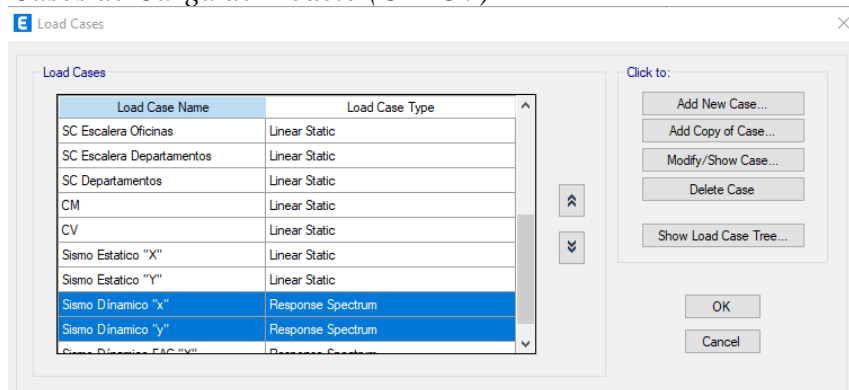 Load Cases
Load Cases
Click to:
Load Case Name Load Case Type
SC Escalera Oficinas Linear Static
SC Escalera Departamentos Linear Static
SC Departamentos Linear Static
CM Linear Static
CV Linear Static
Sismo Estatico "X" Linear Static
Sismo Estatico "Y" Linear Static
Sismo Dínamico "x" Response Spectrum
Sismo Dínamico "y" Response Spectrum
Add New Case...
Add Copy of Case...
Modify/Show Case...
Delete Case
Show Load Case Tree...
OK
Cancel